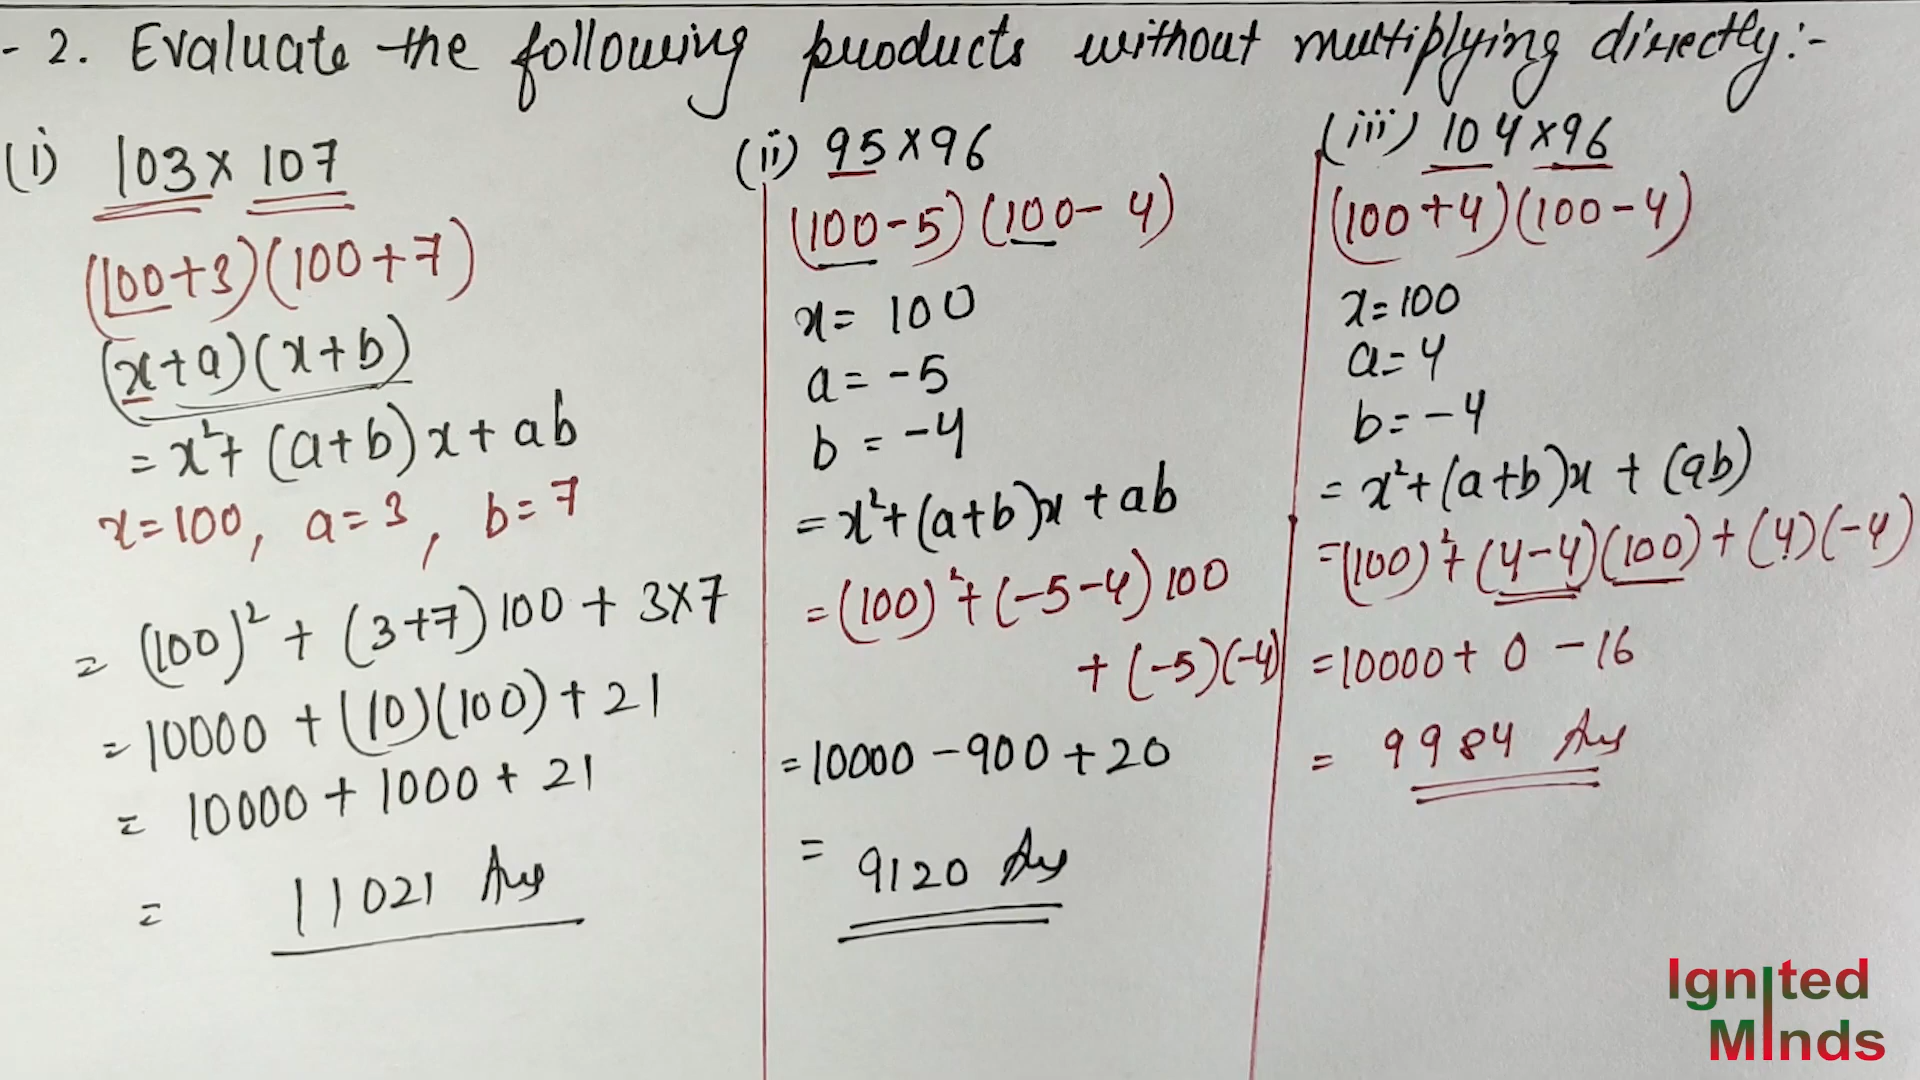 - 2. Evaluate the following products without multiplying directly:-
(i) 103 x 107
(100+3)(100+7)
(x+a)(x+b)
= x²+ (a+b)x + ab
x=100, a=3, b=7
= (100)² + (3+7)100 + 3x7
= 10000 + (10)(100) + 21
= 10000 + 1000 + 21
= 11021 Ans
(ii) 95 x 96
(100-5)(100-4)
x= 100
a = -5
b = -4
= x²+(a+b)x + ab
= (100)²+(-5-4)100
+ (-5)(-4)
= 10000 - 900 + 20
= 9120 Ans
(iii) 104 x 96
(100+4)(100-4)
x=100
a=4
b=-4
= x²+(a+b)x + (ab)
=(100)²+(4-4)(100)+(4)(-4)
=10000+ 0 -16
= 9984 Ans
Ignited
Minds